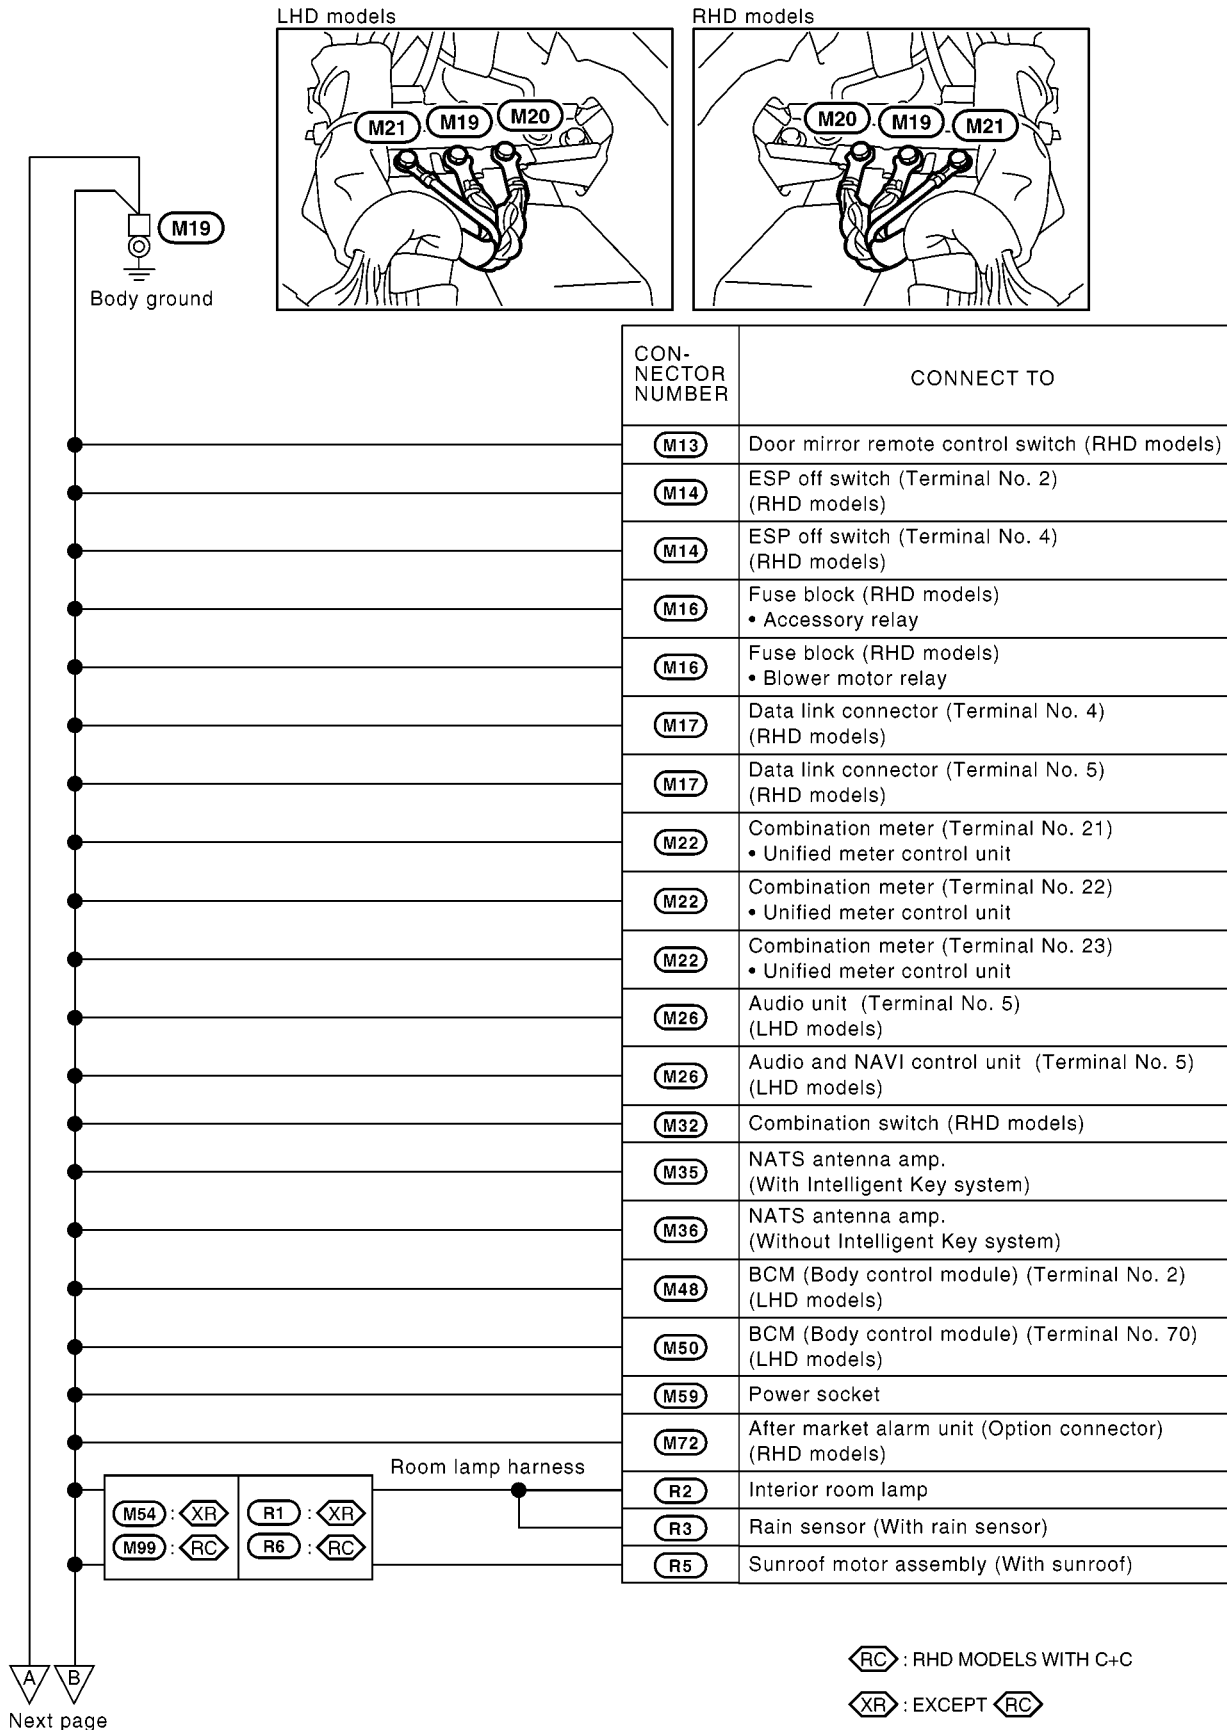 LHD models
RHD models
M21
M19
M20
M20
M19
M21
M19
Body ground
CON-
NECTOR
NUMBER
CONNECT TO
M13 Door mirror remote control switch (RHD models)
M14 ESP off switch (Terminal No. 2)
(RHD models)
M14 ESP off switch (Terminal No. 4)
(RHD models)
M16 Fuse block (RHD models)
• Accessory relay
M16 Fuse block (RHD models)
• Blower motor relay
M17 Data link connector (Terminal No. 4)
(RHD models)
M17 Data link connector (Terminal No. 5)
(RHD models)
M22 Combination meter (Terminal No. 21)
• Unified meter control unit
M22 Combination meter (Terminal No. 22)
• Unified meter control unit
M22 Combination meter (Terminal No. 23)
• Unified meter control unit
M26 Audio unit (Terminal No. 5)
(LHD models)
M26 Audio and NAVI control unit (Terminal No. 5)
(LHD models)
M32 Combination switch (RHD models)
M35 NATS antenna amp.
(With Intelligent Key system)
M36 NATS antenna amp.
(Without Intelligent Key system)
M48 BCM (Body control module) (Terminal No. 2)
(LHD models)
M50 BCM (Body control module) (Terminal No. 70)
(LHD models)
M59 Power socket
M72 After market alarm unit (Option connector)
(RHD models)
Room lamp harness
R2 Interior room lamp
M54 : XR R1 : XR
R3 Rain sensor (With rain sensor)
M99 : RC R6 : RC
R5 Sunroof motor assembly (With sunroof)
RC : RHD MODELS WITH C+C
A B
XR : EXCEPT RC
Next page